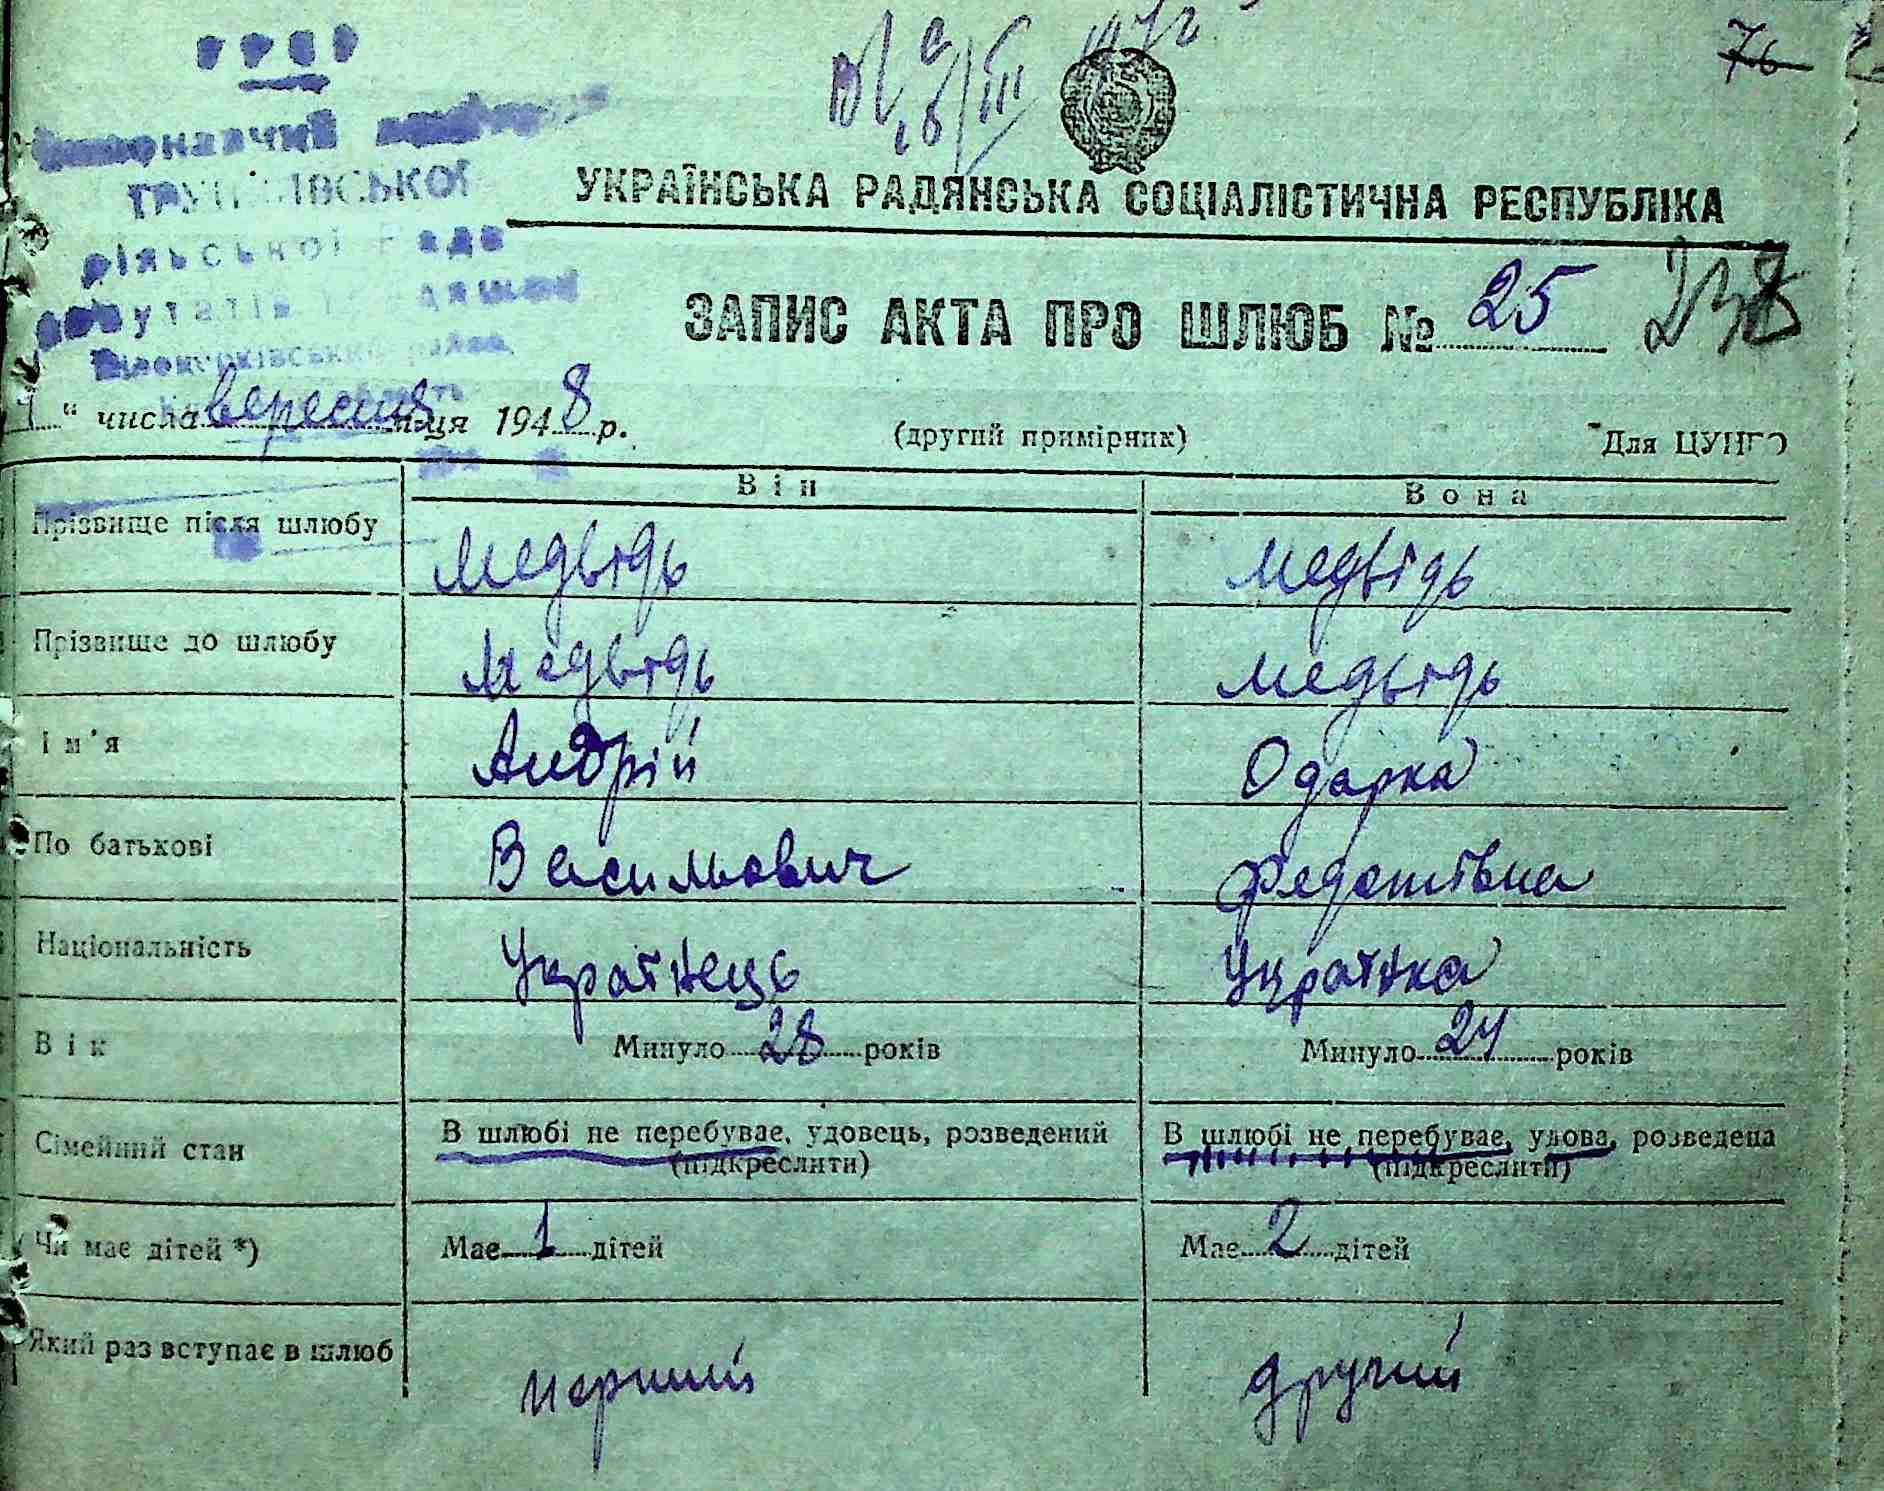 УРСР
Виконавчий комітет
сільської Ради
депутатів трудящих
76
УКРАЇНСЬКА РАДЯНСЬКА СОЦІАЛІСТИЧНА РЕСПУБЛІКА
ЗАПИС АКТА ПРО ШЛЮБ № 25
" числа вересня м-ця 1948 р. (другий примірник) Для ЦУНГО
Він Вона
Прізвище після шлюбу Медвідь Медвідь
Прізвище до шлюбу Медвідь Медвідь
Ім'я Андрій Одарка
По батькові Васильович Федотівна
Національність Українець Українка
Вік Минуло 28 років Минуло 24 років
Сімейний стан В шлюбі не перебуває, удовець, розведений В шлюбі не перебуває, удова, розведена
(підкреслити) (підкреслити)
Чи має дітей *) Має 1 дітей Має 2 дітей
Який раз вступає в шлюб перший другий